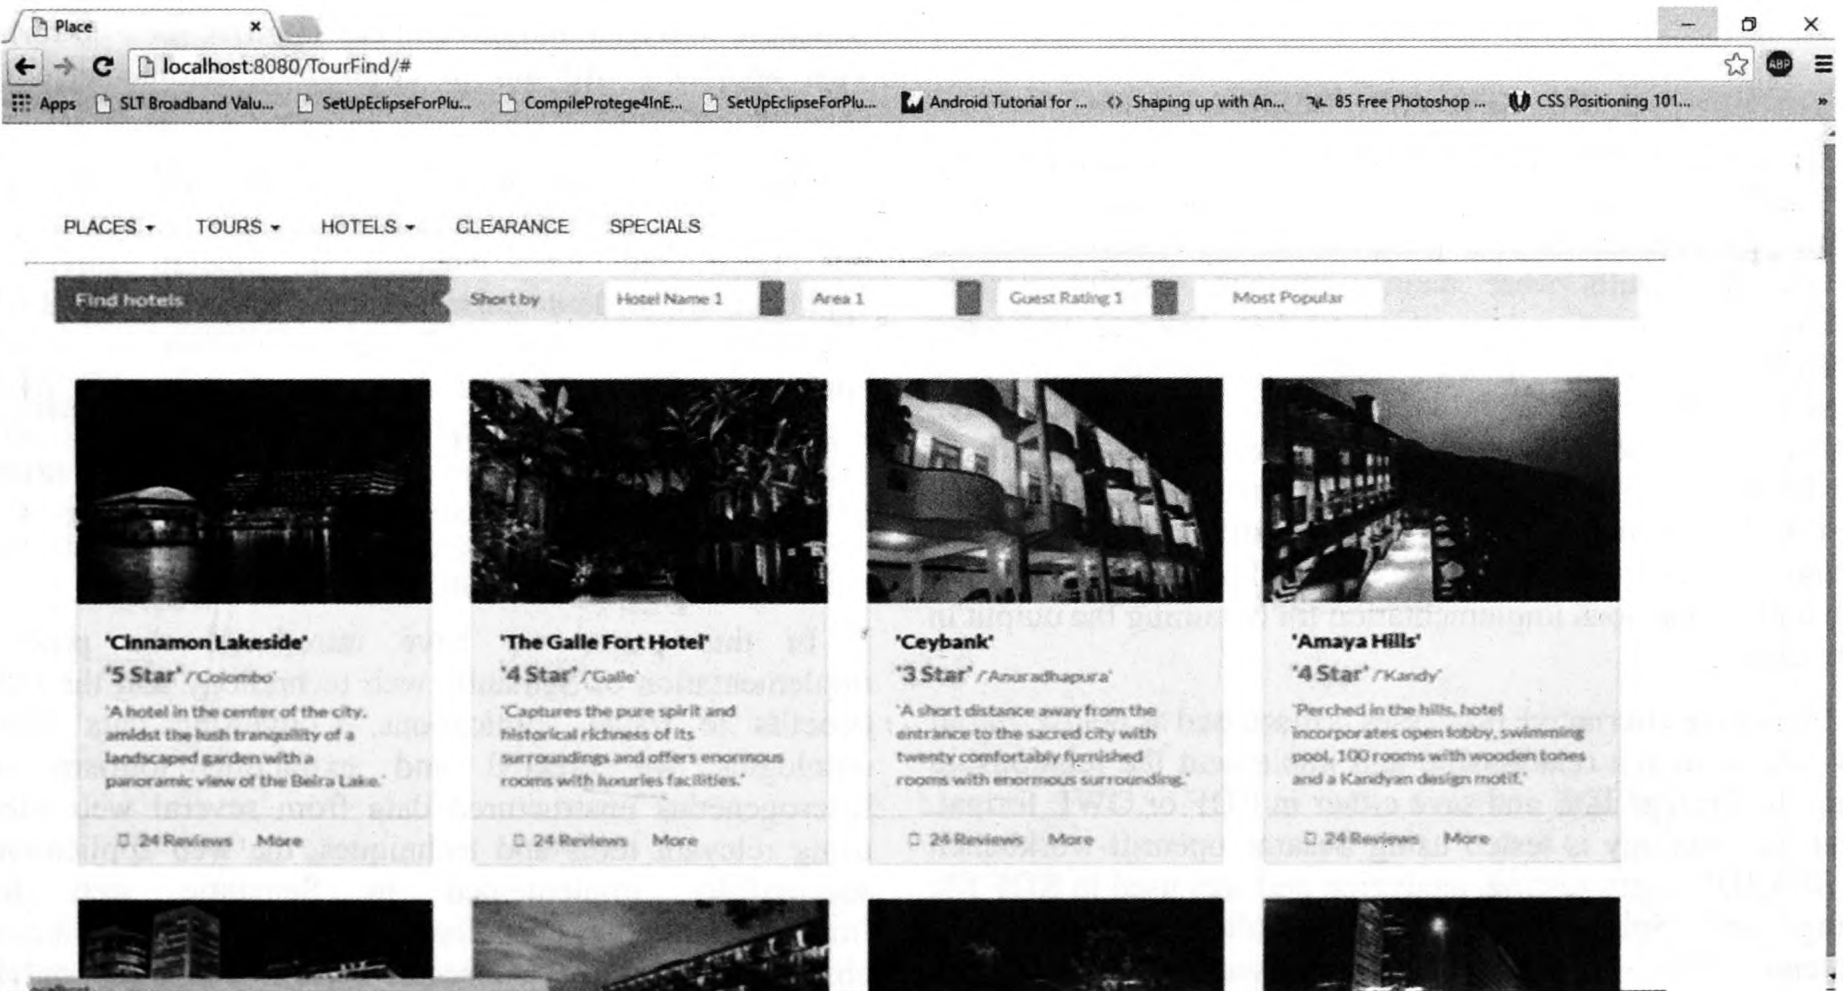 Place
localhost:8080/TourFind/#
Apps SLT Broadband Valu... SetUpEclipseForPlu... CompileProtege4InE... SetUpEclipseForPlu... Android Tutorial for ... Shaping up with An... 85 Free Photoshop ... CSS Positioning 101...
ABP
PLACES TOURS HOTELS CLEARANCE SPECIALS
Find hotels Short by Hotel Name 1 Area 1 Guest Rating 1 Most Popular
'Cinnamon Lakeside'
'5 Star' /'Colombo'
'A hotel in the center of the city,
amidst the lush tranquility of a
landscaped garden with a
panoramic view of the Beira Lake.'
24 Reviews More
'The Galle Fort Hotel'
'4 Star' /'Galle'
'Captures the pure spirit and
historical richness of its
surroundings and offers enormous
rooms with luxuries facilities.'
24 Reviews More
'Ceybank'
'3 Star' /'Anuradhapura'
'A short distance away from the
entrance to the sacred city with
twenty comfortably furnished
rooms with enormous surrounding.'
24 Reviews More
'Amaya Hills'
'4 Star' /'Kandy'
'Perched in the hills, hotel
incorporates open lobby, swimming
pool, 100 rooms with wooden tones
and a Kandyan design motif.'
24 Reviews More